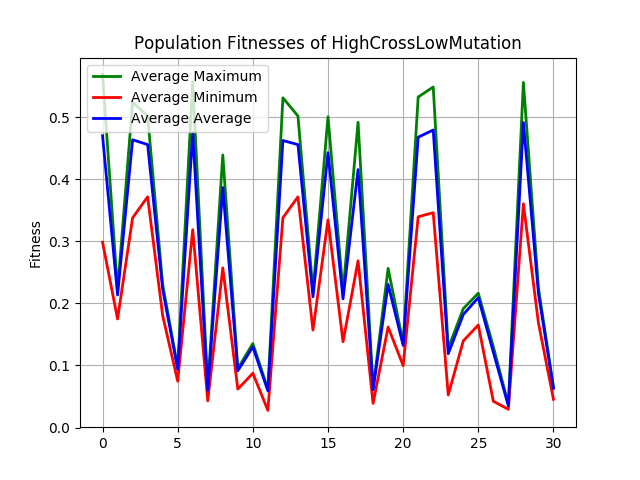 Population Fitnesses of HighCrossLowMutation
Average Maximum
Average Minimum
Average Average
Fitness
0.5
0.4
0.3
0.2
0.1
0.0
0 5 10 15 20 25 30